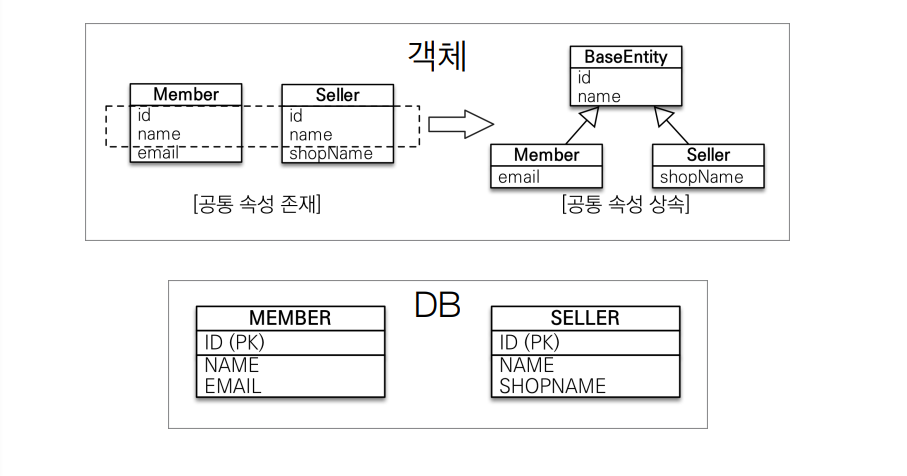 객체
Member
id
name
email
Seller
id
name
shopName
[공통 속성 존재]
BaseEntity
id
name
Member
email
Seller
shopName
[공통 속성 상속]
DB
MEMBER
ID (PK)
NAME
EMAIL
SELLER
ID (PK)
NAME
SHOPNAME